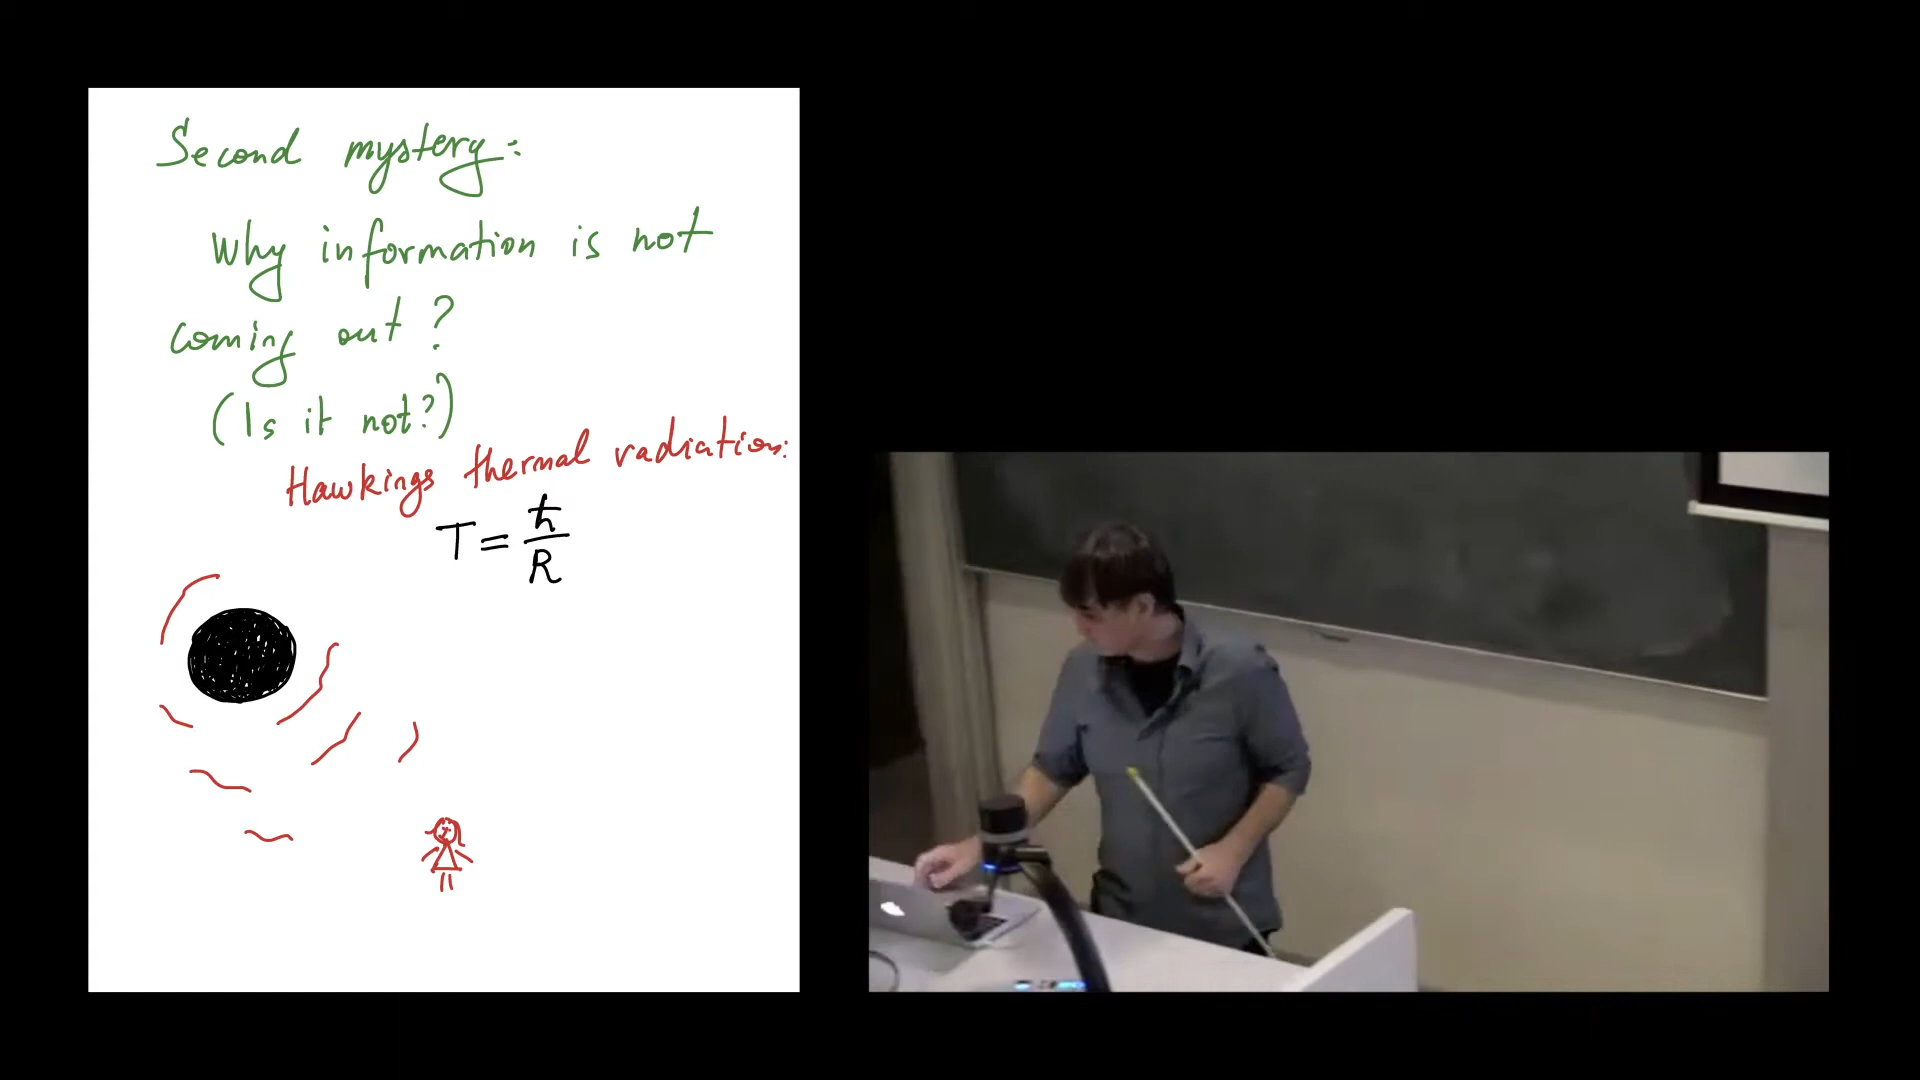 Second mystery:
Why information is not
coming out?
(Is it not?)
Hawkings thermal radiation:
T = ħ/R